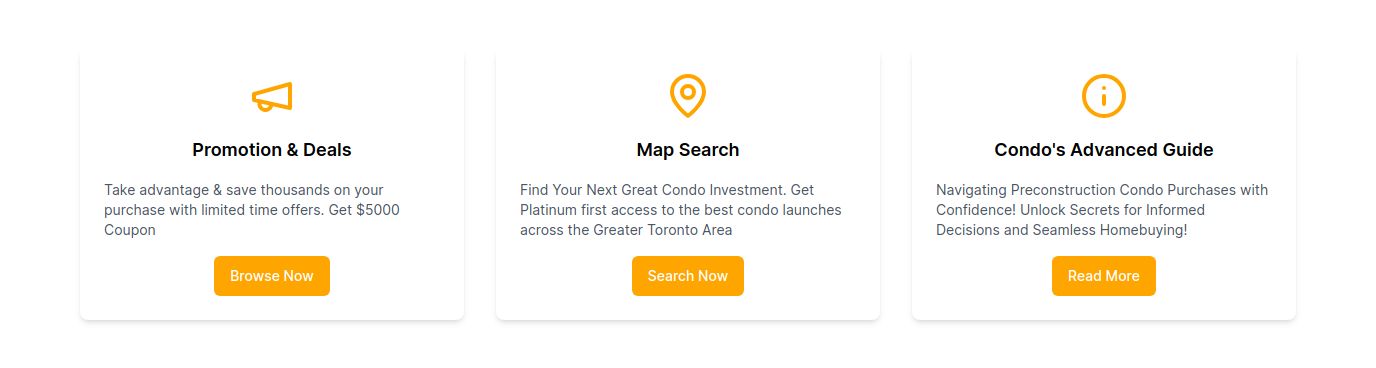 Promotion & Deals
Take advantage & save thousands on your
purchase with limited time offers. Get $5000
Coupon
Browse Now
Map Search
Find Your Next Great Condo Investment. Get
Platinum first access to the best condo launches
across the Greater Toronto Area
Search Now
Condo's Advanced Guide
Navigating Preconstruction Condo Purchases with
Confidence! Unlock Secrets for Informed
Decisions and Seamless Homebuying!
Read More